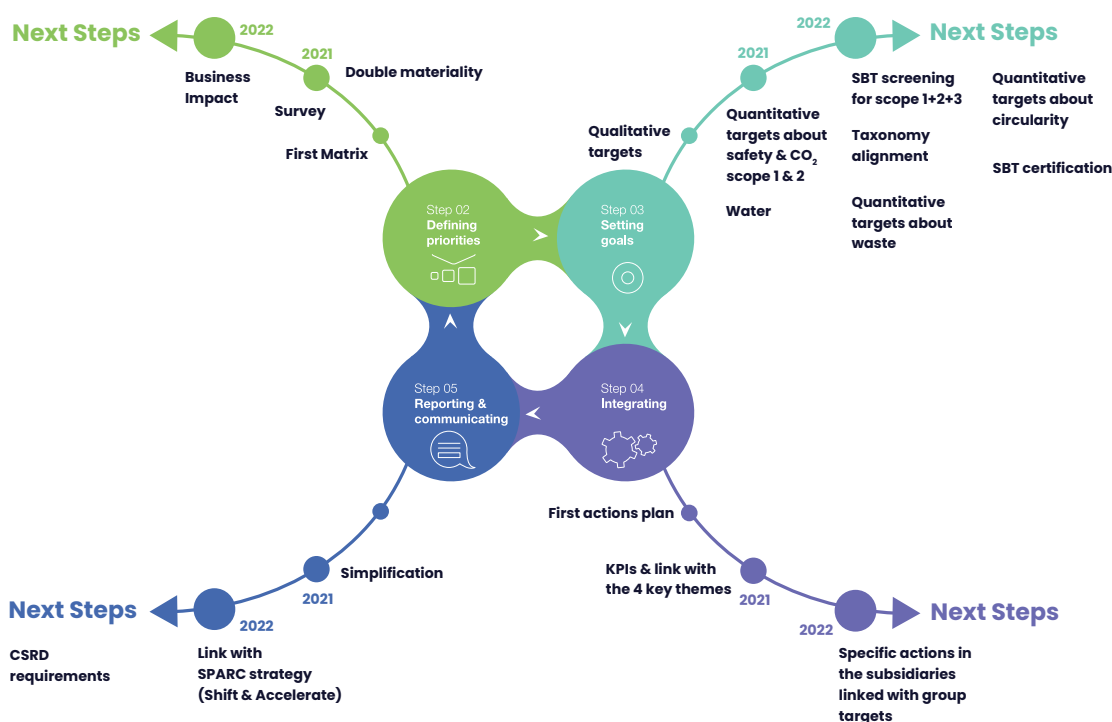 Next Steps
2022
2021
Business
Impact
Double materiality
Survey
First Matrix
Step 02
Defining
priorities
Next Steps
2022
2021
Qualitative
targets
Quantitative
targets about
safety & CO₂
scope 1 & 2
Water
SBT screening
for scope 1+2+3
Taxonomy
alignment
Quantitative
targets about
waste
Quantitative
targets about
circularity
SBT certification
Step 03
Setting
goals
Step 05
Reporting &
communicating
Step 04
Integrating
First actions plan
KPIs & link with
the 4 key themes
2021
2022
Next Steps
Specific actions in
the subsidiaries
linked with group
targets
Simplification
2021
2022
Next Steps
Link with
SPARC strategy
(Shift & Accelerate)
CSRD
requirements